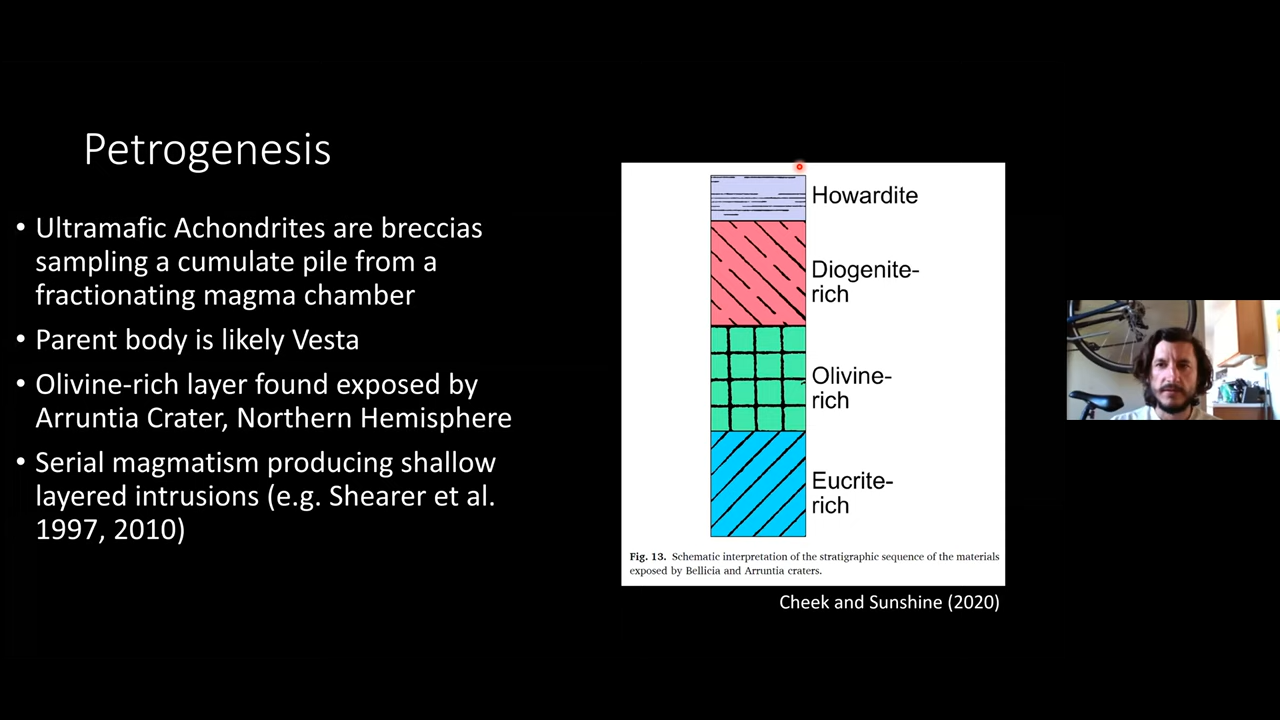 Petrogenesis
• Ultramafic Achondrites are breccias
sampling a cumulate pile from a
fractionating magma chamber
• Parent body is likely Vesta
• Olivine-rich layer found exposed by
Arruntia Crater, Northern Hemisphere
• Serial magmatism producing shallow
layered intrusions (e.g. Shearer et al.
1997, 2010)
Howardite
Diogenite-
rich
Olivine-
rich
Eucrite-
rich
Fig. 13. Schematic interpretation of the stratigraphic sequence of the materials
exposed by Bellicia and Arruntia craters.
Cheek and Sunshine (2020)